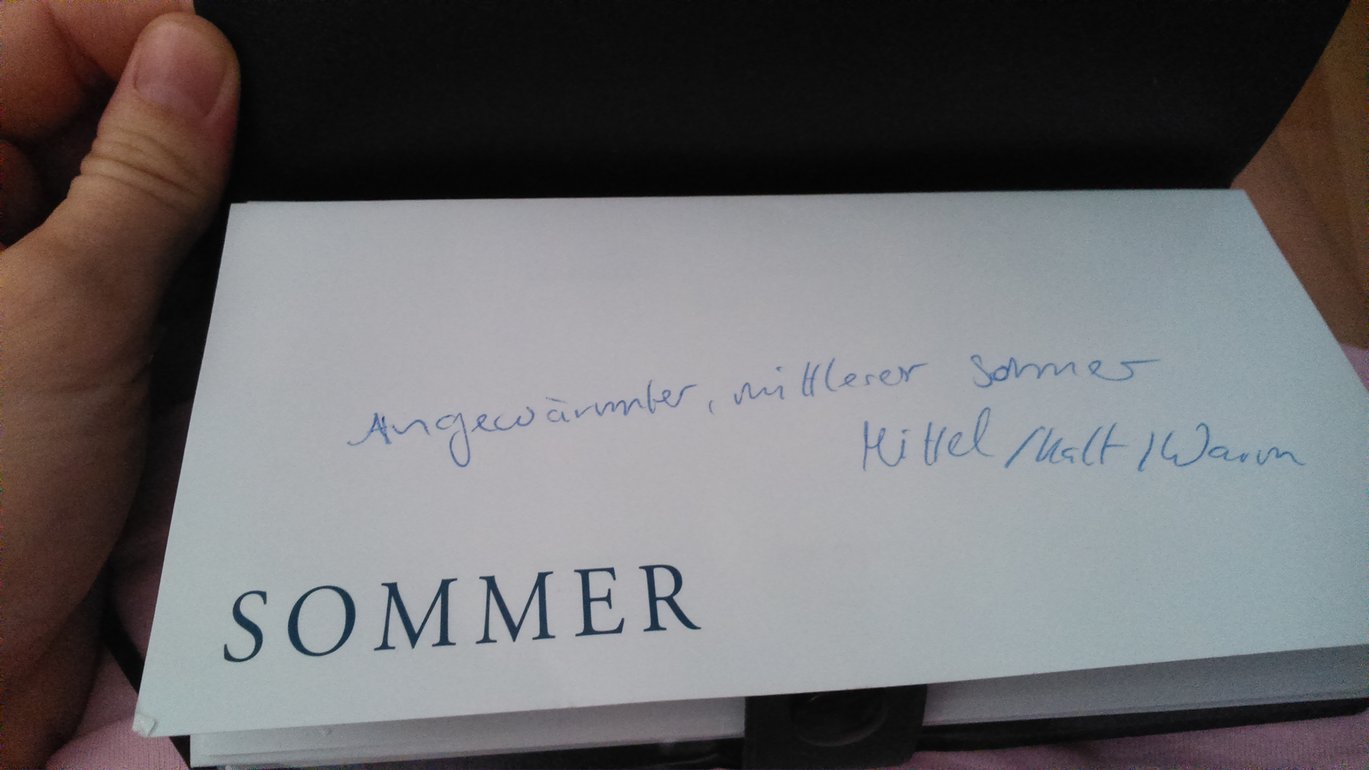 Angewärmter, mittlerer Sommer
Mittel/Kalt/Warm
SOMMER